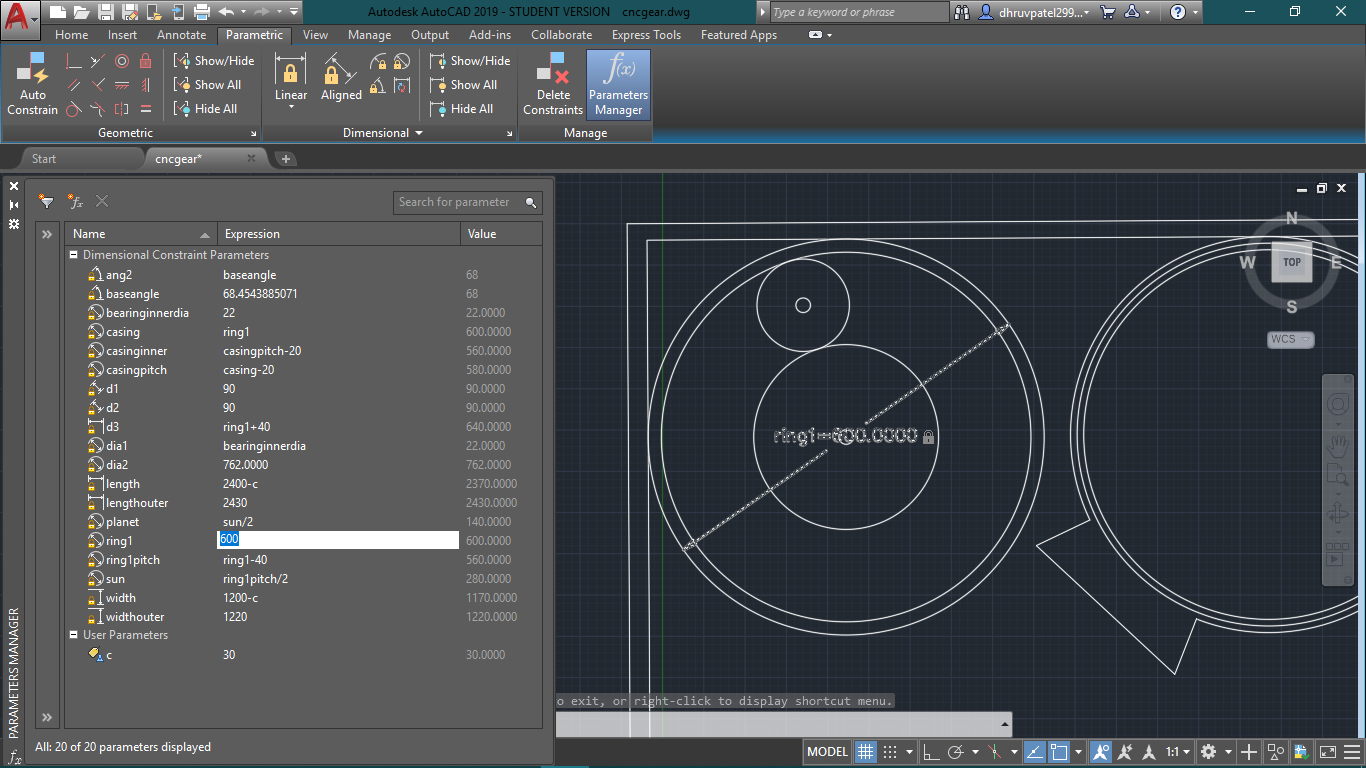 Autodesk AutoCAD 2019 - STUDENT VERSION cncgear.dwg
Type a keyword or phrase
dhruvpatel299...
Home Insert Annotate Parametric View Manage Output Add-ins Collaborate Express Tools Featured Apps
Auto Constrain
Show/Hide
Show All
Hide All
Linear
Aligned
Show/Hide
Show All
Hide All
Delete Constraints
f(x)
Parameters Manager
Geometric
Dimensional
Manage
Start
cncgear*
fx
Search for parameter
Name Expression Value
Dimensional Constraint Parameters
ang2 baseangle 68
baseangle 68.4543885071 68
bearinginnerdia 22 22.0000
casing ring1 600.0000
casinginner casingpitch-20 560.0000
casingpitch casing-20 580.0000
d1 90 90.0000
d2 90 90.0000
d3 ring1+40 640.0000
dia1 bearinginnerdia 22.0000
dia2 762.0000 762.0000
length 2400-c 2370.0000
lengthouter 2430 2430.0000
planet sun/2 140.0000
ring1 600 600.0000
ring1pitch ring1-40 560.0000
sun ring1pitch/2 280.0000
width 1200-c 1170.0000
widthouter 1220 1220.0000
User Parameters
c 30 30.0000
All: 20 of 20 parameters displayed
PARAMETERS MANAGER
fx
ring1=600.0000
N
W TOP E
S
WCS
o exit, or right-click to display shortcut menu.
MODEL
1:1